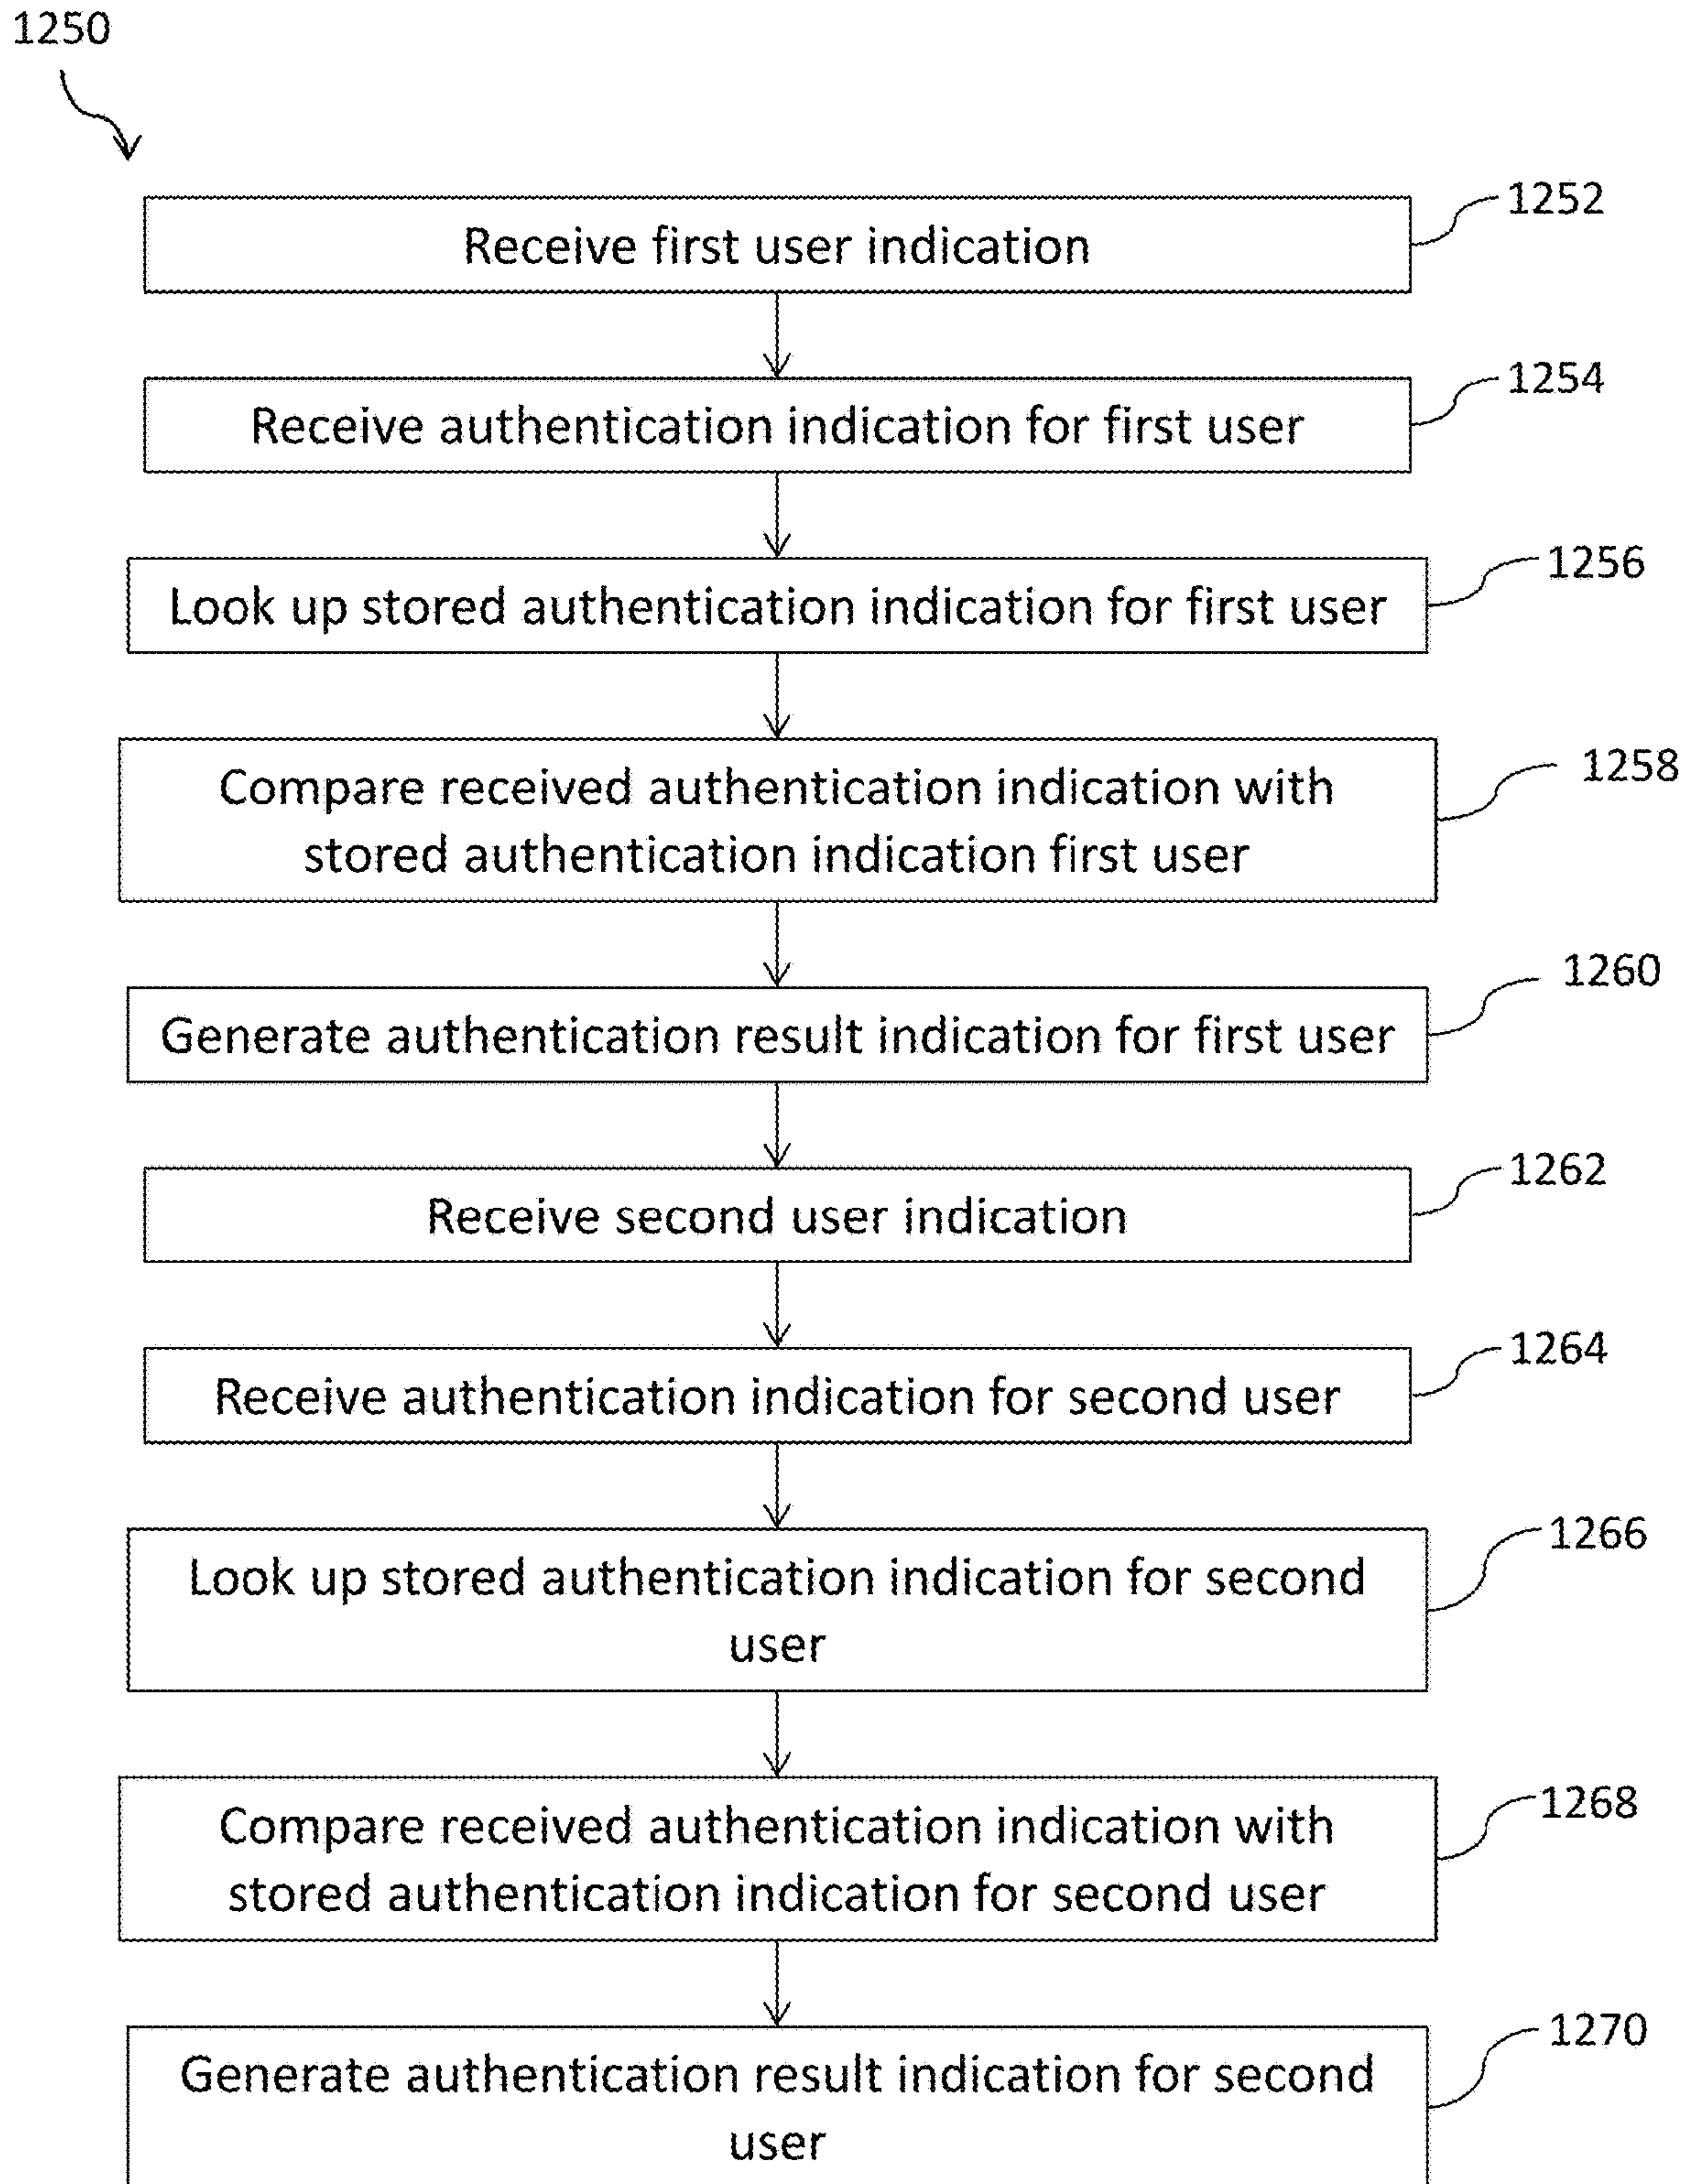 1250
1252
Receive first user indication
1254
Receive authentication indication for first user
1256
Look up stored authentication indication for first user
1258
Compare received authentication indication with
stored authentication indication first user
1260
Generate authentication result indication for first user
1262
Receive second user indication
1264
Receive authentication indication for second user
1266
Look up stored authentication indication for second
user
1268
Compare received authentication indication with
stored authentication indication for second user
1270
Generate authentication result indication for second
user